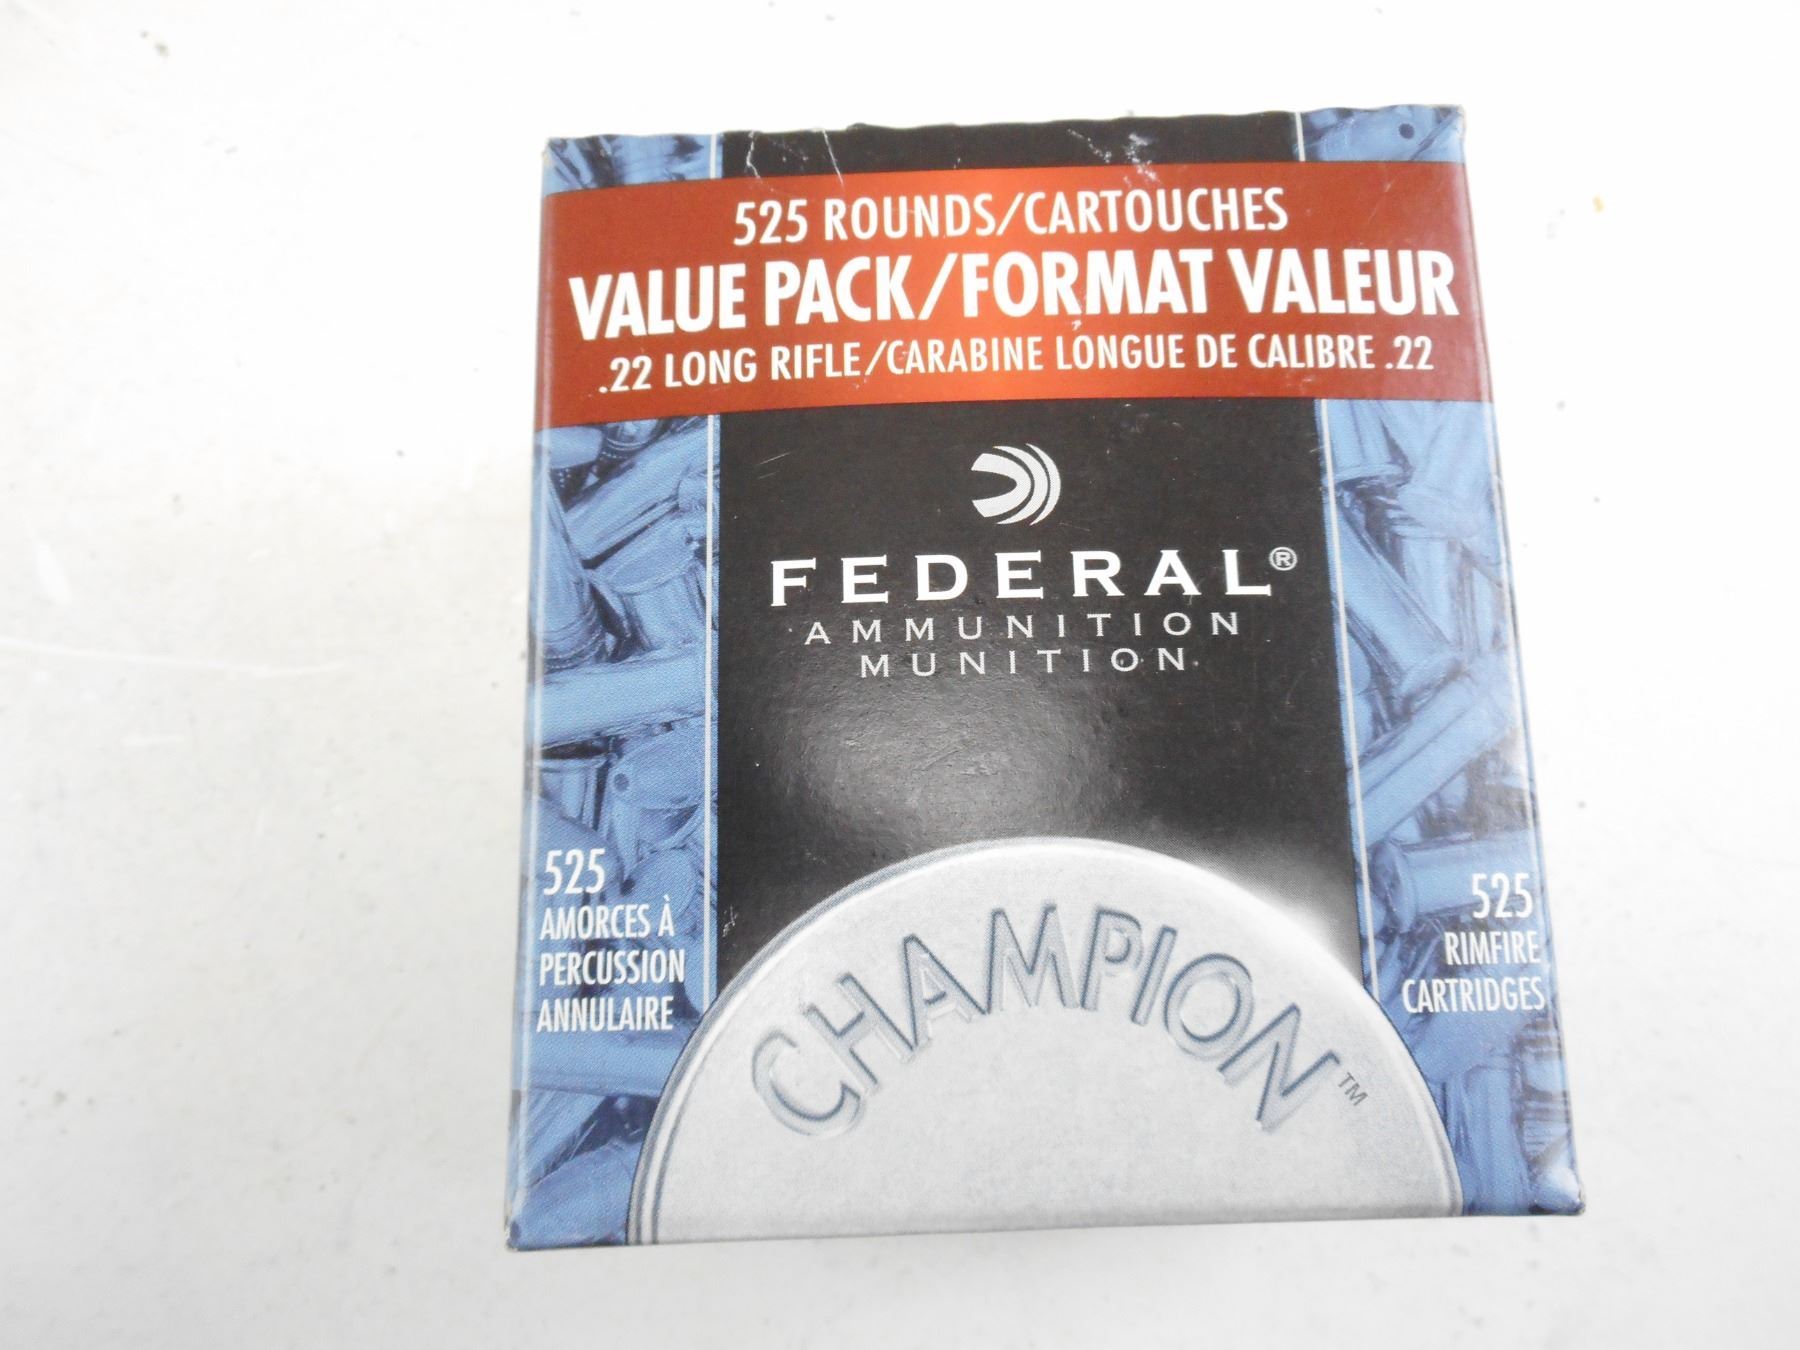 525 ROUNDS/CARTOUCHES
VALUE PACK/FORMAT VALEUR
.22 LONG RIFLE/CARABINE LONGUE DE CALIBRE .22
FEDERAL®
AMMUNITION
MUNITION
525
AMORCES À
PERCUSSION
ANNULAIRE
525
RIMFIRE
CARTRIDGES
CHAMPION™